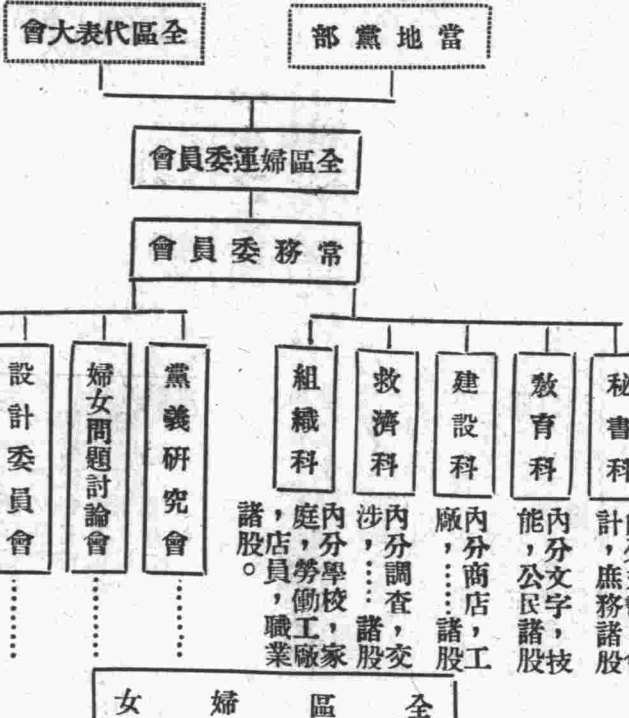 當地黨部
全區代表大會
全區婦運委員會
常務委員會
秘書科
計，庶務諸股
教育科
內分文字，技
能，公民諸股
建設科
內分商店，工
廠，……諸股
救濟科
內分調查，交
涉，……諸股
組織科
內分學校，家
庭，勞働工廠
，店員，職業
諸股。
黨義研究會
………
婦女問題討論會
………
設計委員會
………
全區婦女